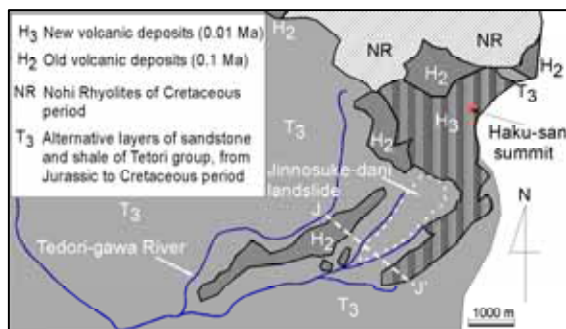 H3 New volcanic deposits (0.01 Ma)
H2 Old volcanic deposits (0.1 Ma)
NR Nohi Rhyolites of Cretaceous
period
T3 Alternative layers of sandstone
and shale of Tetori group, from
Jurassic to Cretaceous period
H2
NR
NR
H2
H2
T3
T3
H3
H2
Haku-san
summit
Jinnosuke-dani
landslide
T3
J
N
H2
Tedori-gawa River
J'
T3
1000 m